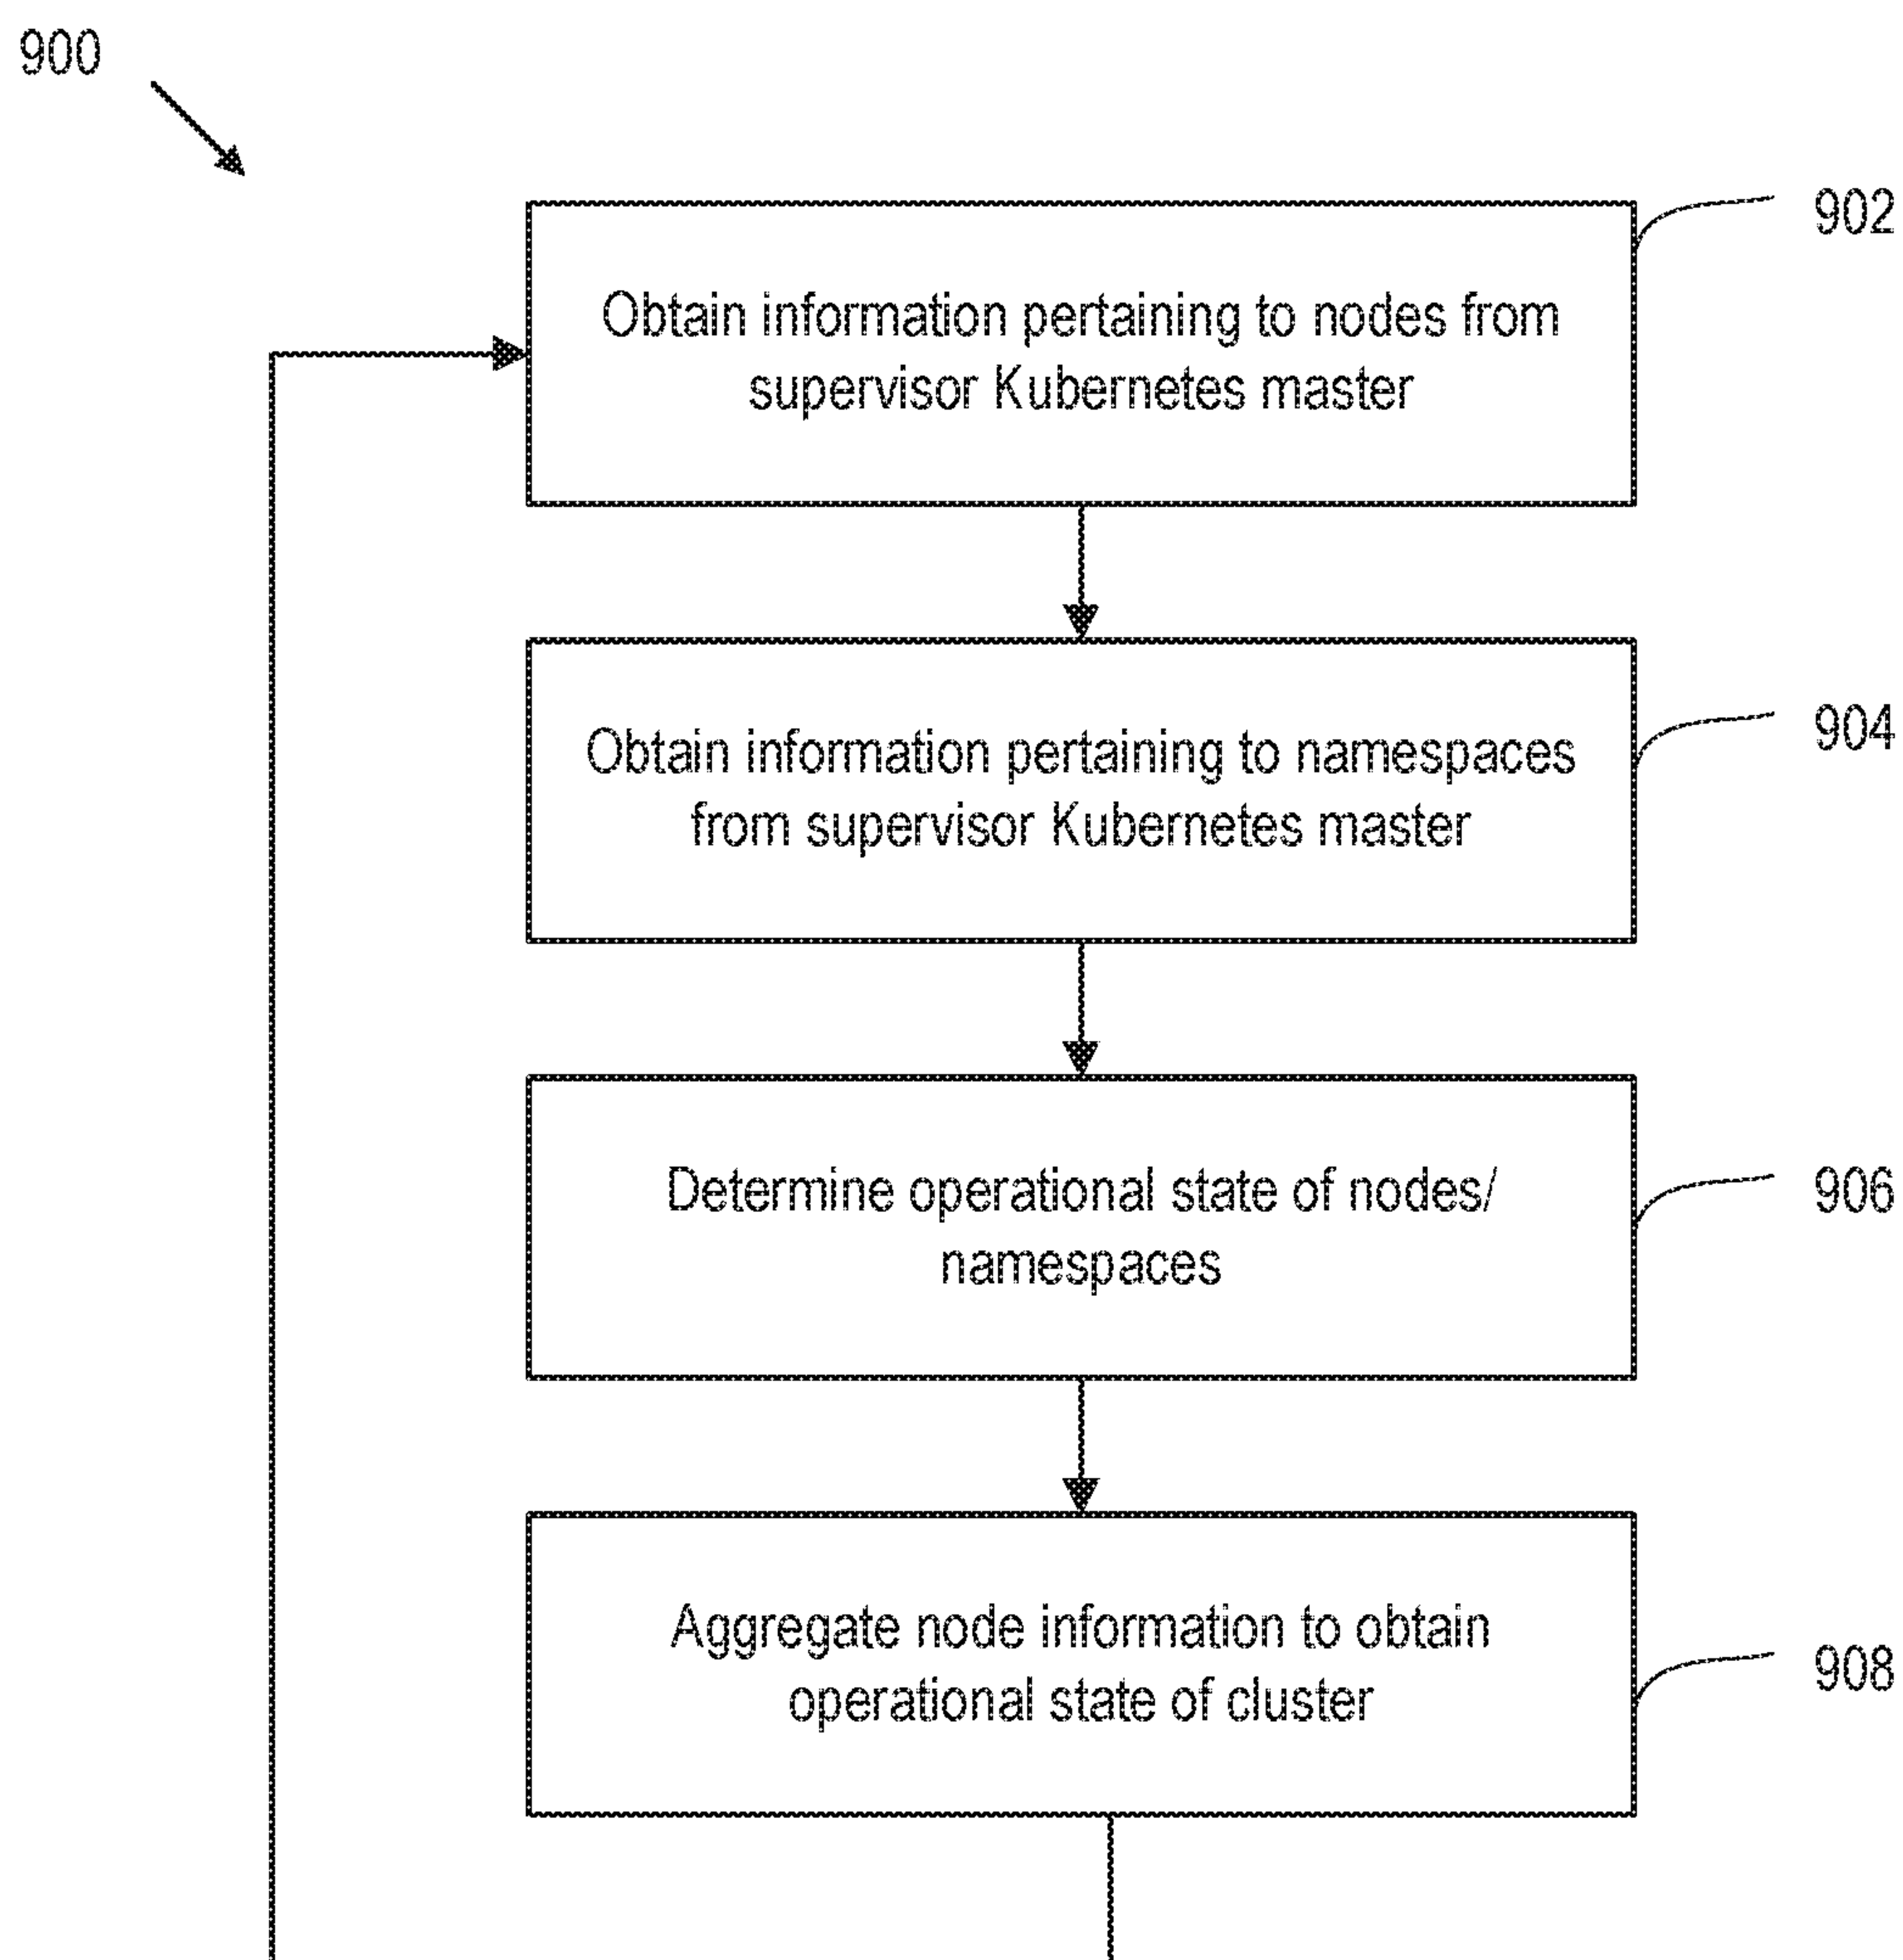 900
902
Obtain information pertaining to nodes from
supervisor Kubernetes master
904
Obtain information pertaining to namespaces
from supervisor Kubernetes master
906
Determine operational state of nodes/
namespaces
908
Aggregate node information to obtain
operational state of cluster